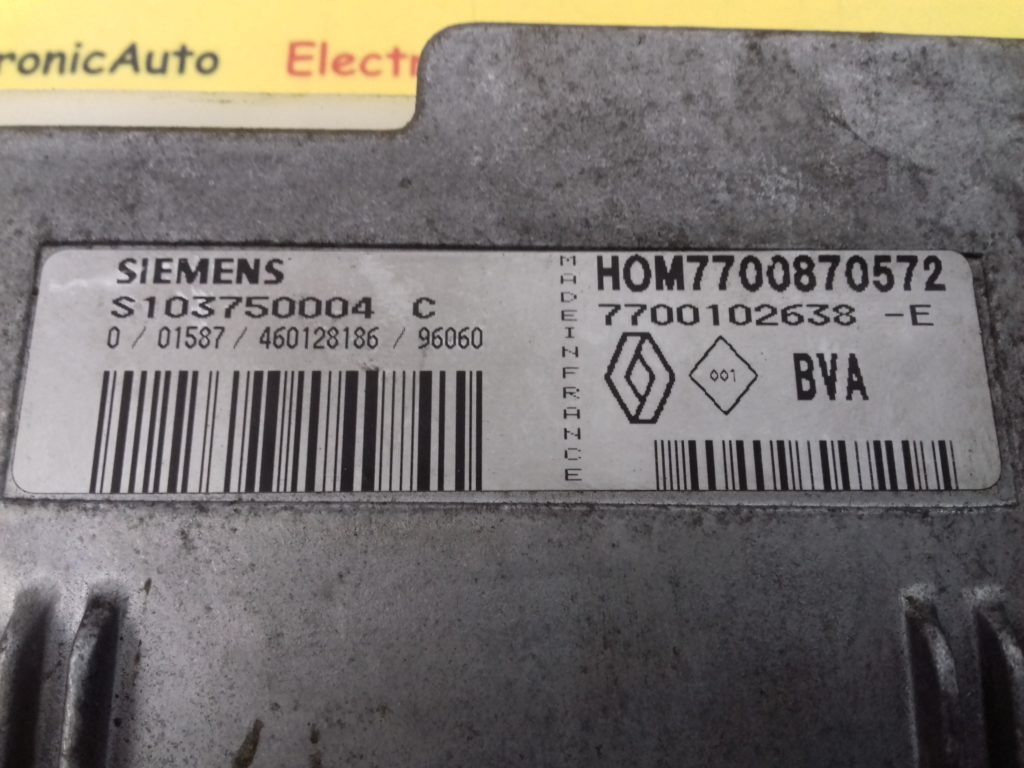 ronicAuto Electr
SIEMENS
S103750004 C
0 / 01587 / 460128186 / 96060
MADE IN FRANCE
HOM7700870572
7700102638 -E
001
BVA